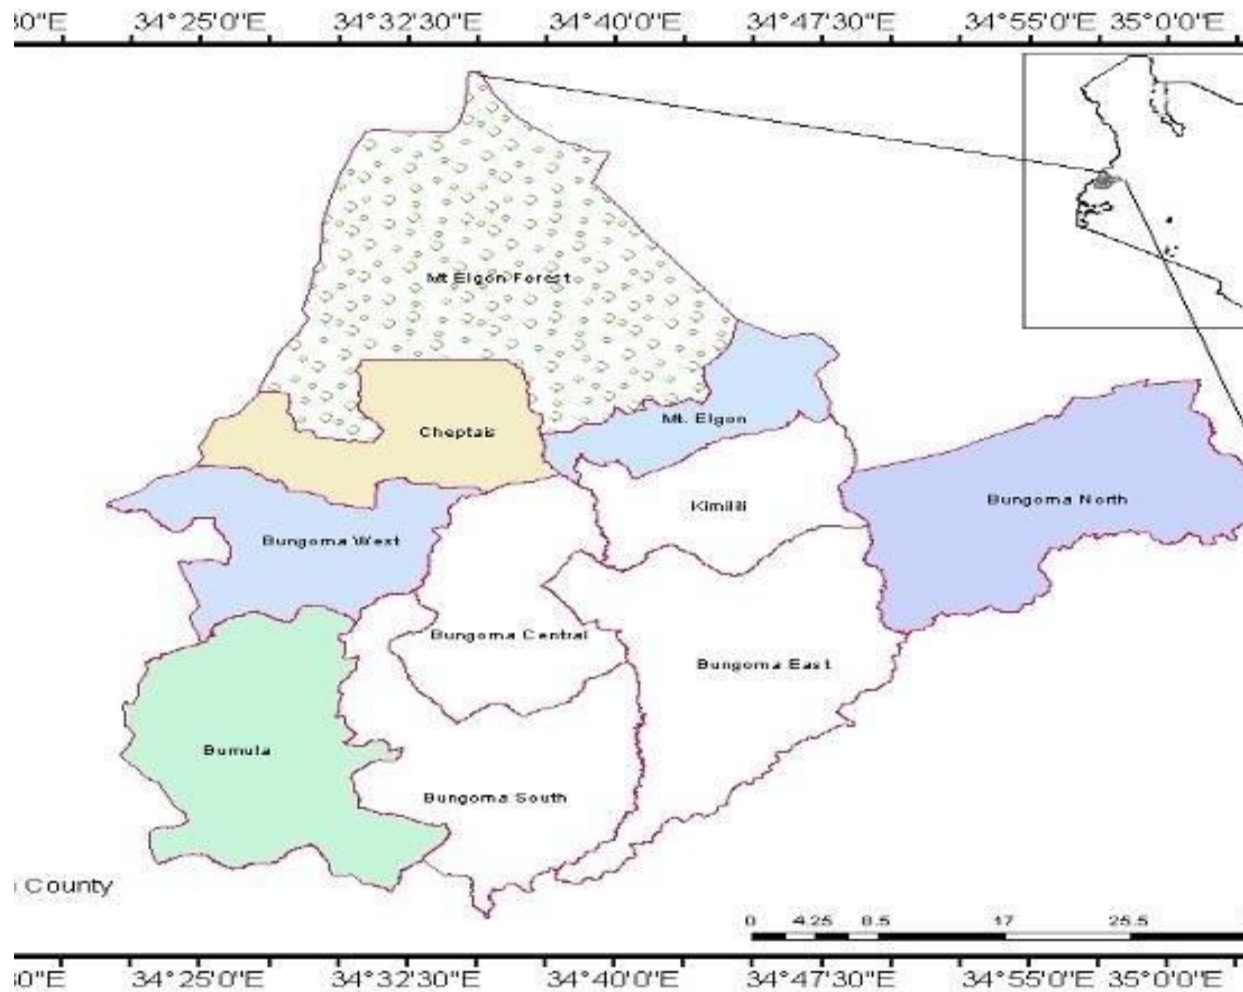 30"E 34°25'0"E 34°32'30"E 34°40'0"E 34°47'30"E 34°55'0"E 35°0'0"E
Mt Elgon Forest
Cheptais
Mt. Elgon
Kimilili
Bungoma North
Bungoma West
Bungoma Central
Bungoma East
Bumula
Bungoma South
County
0 4.25 8.5 17 25.5
30"E 34°25'0"E 34°32'30"E 34°40'0"E 34°47'30"E 34°55'0"E 35°0'0"E